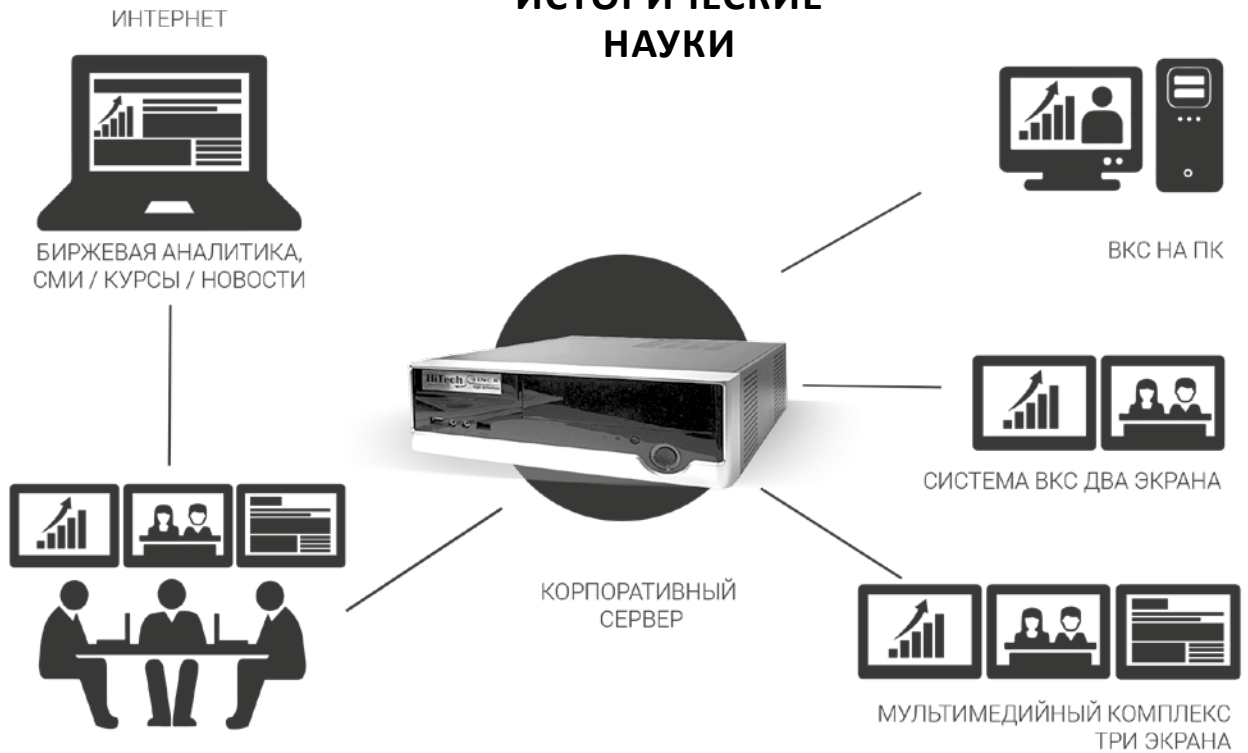 ИСТОРИЧЕСКИЕ
НАУКИ
ИНТЕРНЕТ
БИРЖЕВАЯ АНАЛИТИКА,
СМИ / КУРСЫ / НОВОСТИ
ВКС НА ПК
HiTech
СИСТЕМА ВКС ДВА ЭКРАНА
КОРПОРАТИВНЫЙ
СЕРВЕР
МУЛЬТИМЕДИЙНЫЙ КОМПЛЕКС
ТРИ ЭКРАНА